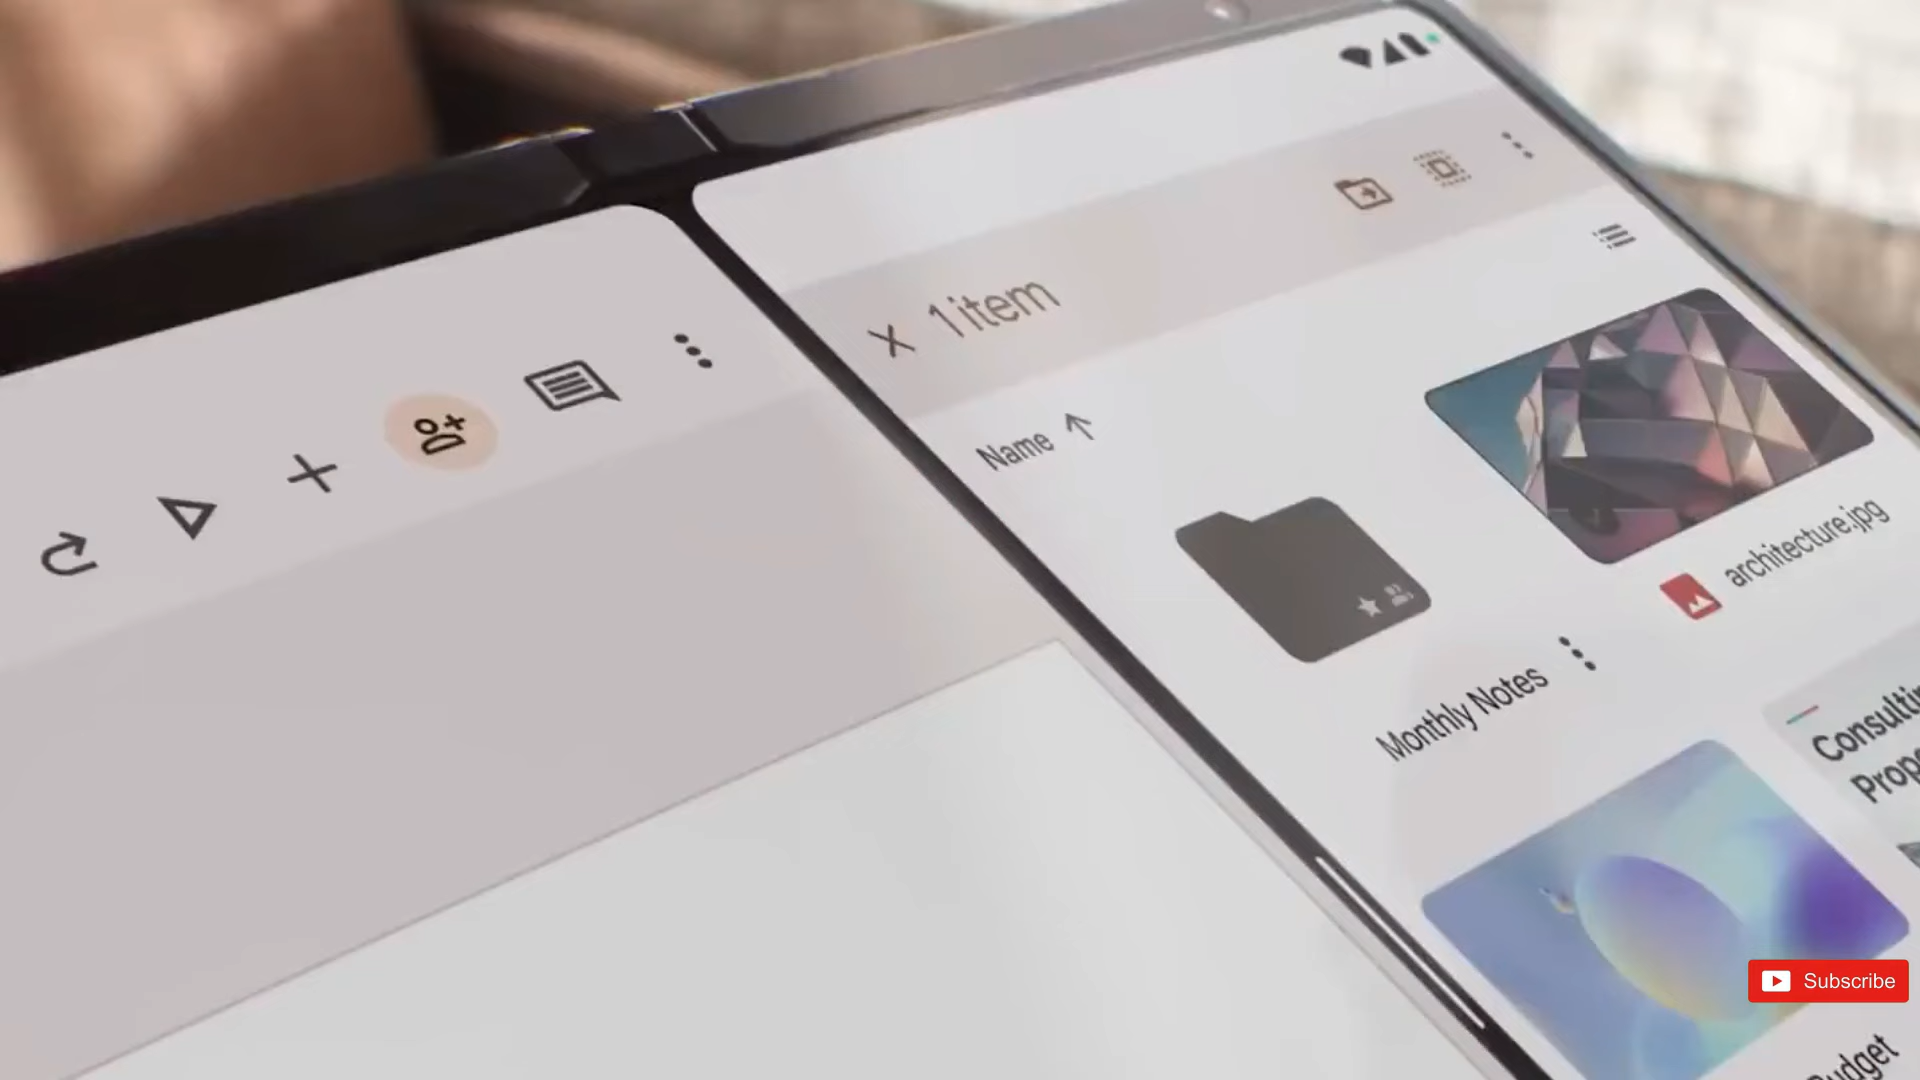 1 item
Name
architecture.jpg
Monthly Notes
Consulti
Prop
Budget
Subscribe